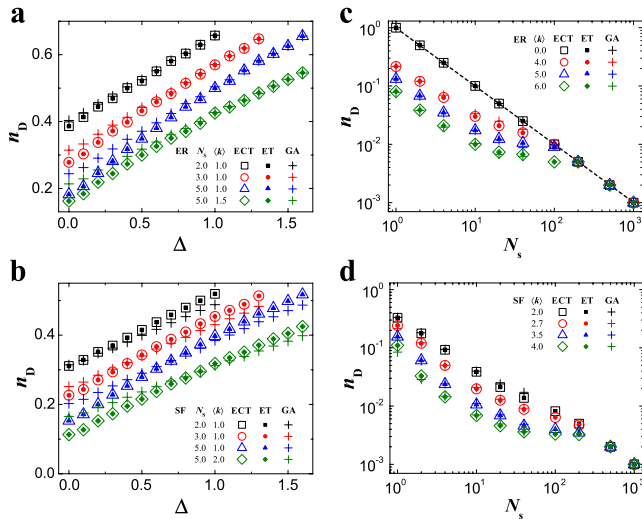 a
0.6
0.4
0.2
n_D
ER N_s ⟨k⟩ ECT ET GA
2.0 1.0
3.0 1.0
5.0 1.0
5.0 1.5
0.0 0.5 1.0 1.5
Δ
b
0.4
0.2
0.0
n_D
SF N_s ⟨k⟩ ECT ET GA
2.0 1.0
3.0 1.0
5.0 1.0
5.0 2.0
0.0 0.5 1.0 1.5
Δ
c
10^0
10^-1
10^-2
10^-3
n_D
ER ⟨k⟩ ECT ET GA
0.0
4.0
5.0
6.0
10^0 10^1 10^2 10^3
N_s
d
10^0
10^-1
10^-2
10^-3
n_D
SF ⟨k⟩ ECT ET GA
2.0
2.7
3.5
4.0
10^0 10^1 10^2 10^3
N_s